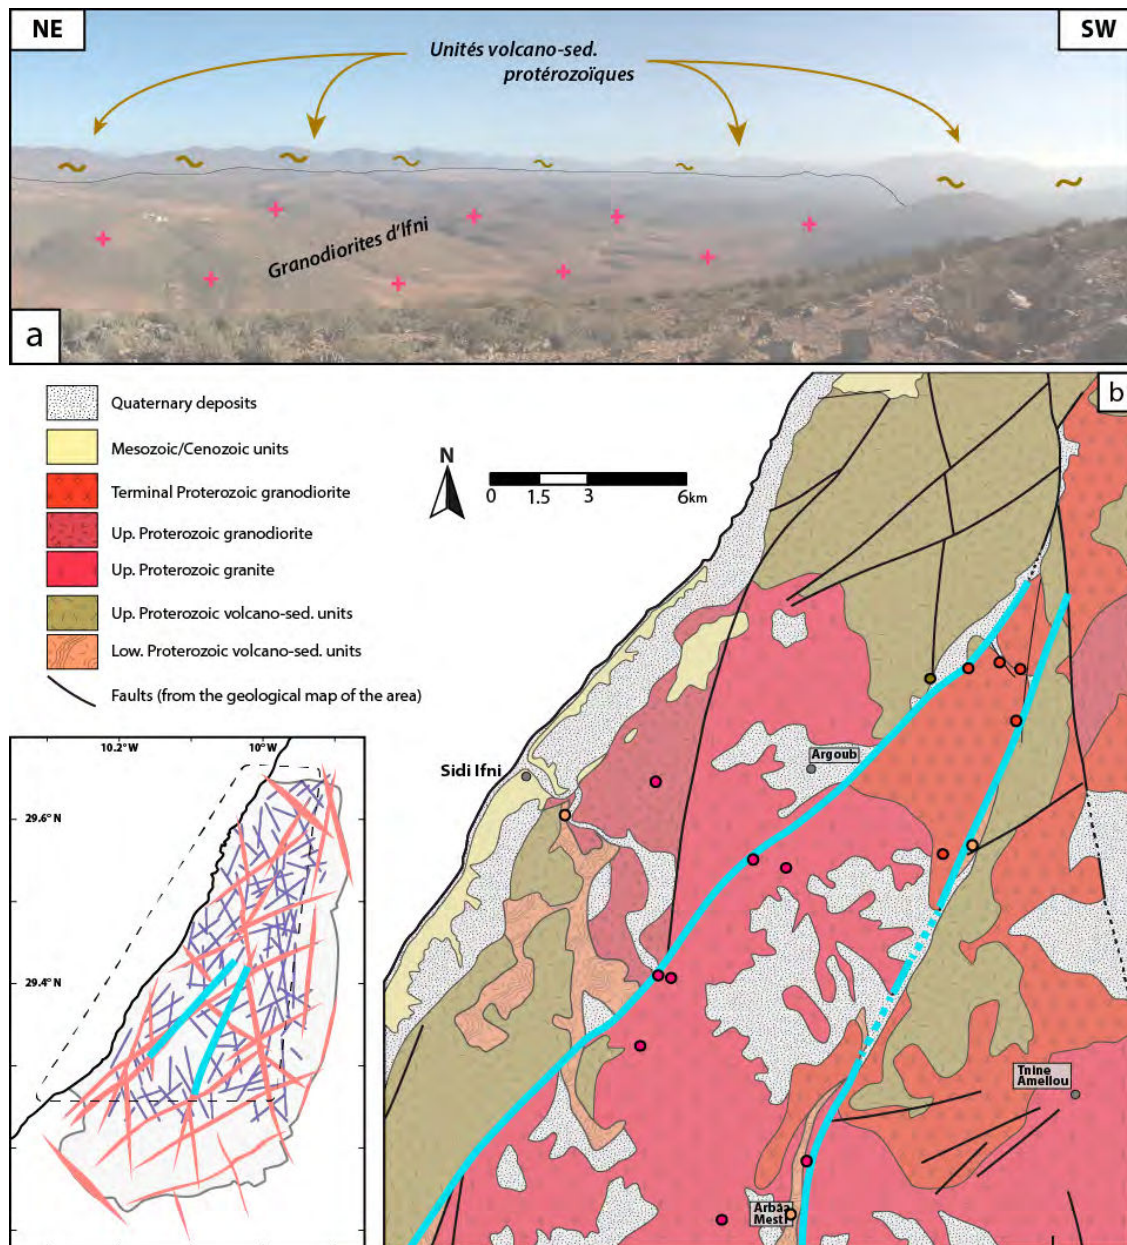 NE
SW
Unités volcano-sed.
protérozoïques
Granodiorites d'Ifni
a
b
Quaternary deposits
Mesozoic/Cenozoic units
Terminal Proterozoic granodiorite
Up. Proterozoic granodiorite
Up. Proterozoic granite
Up. Proterozoic volcano-sed. units
Low. Proterozoic volcano-sed. units
Faults (from the geological map of the area)
N
0 1.5 3 6km
Sidi Ifni
Argoub
Tnine
Amellou
Arbâa
Mesti
10.2°W 10°W
29.6°N
29.4°N